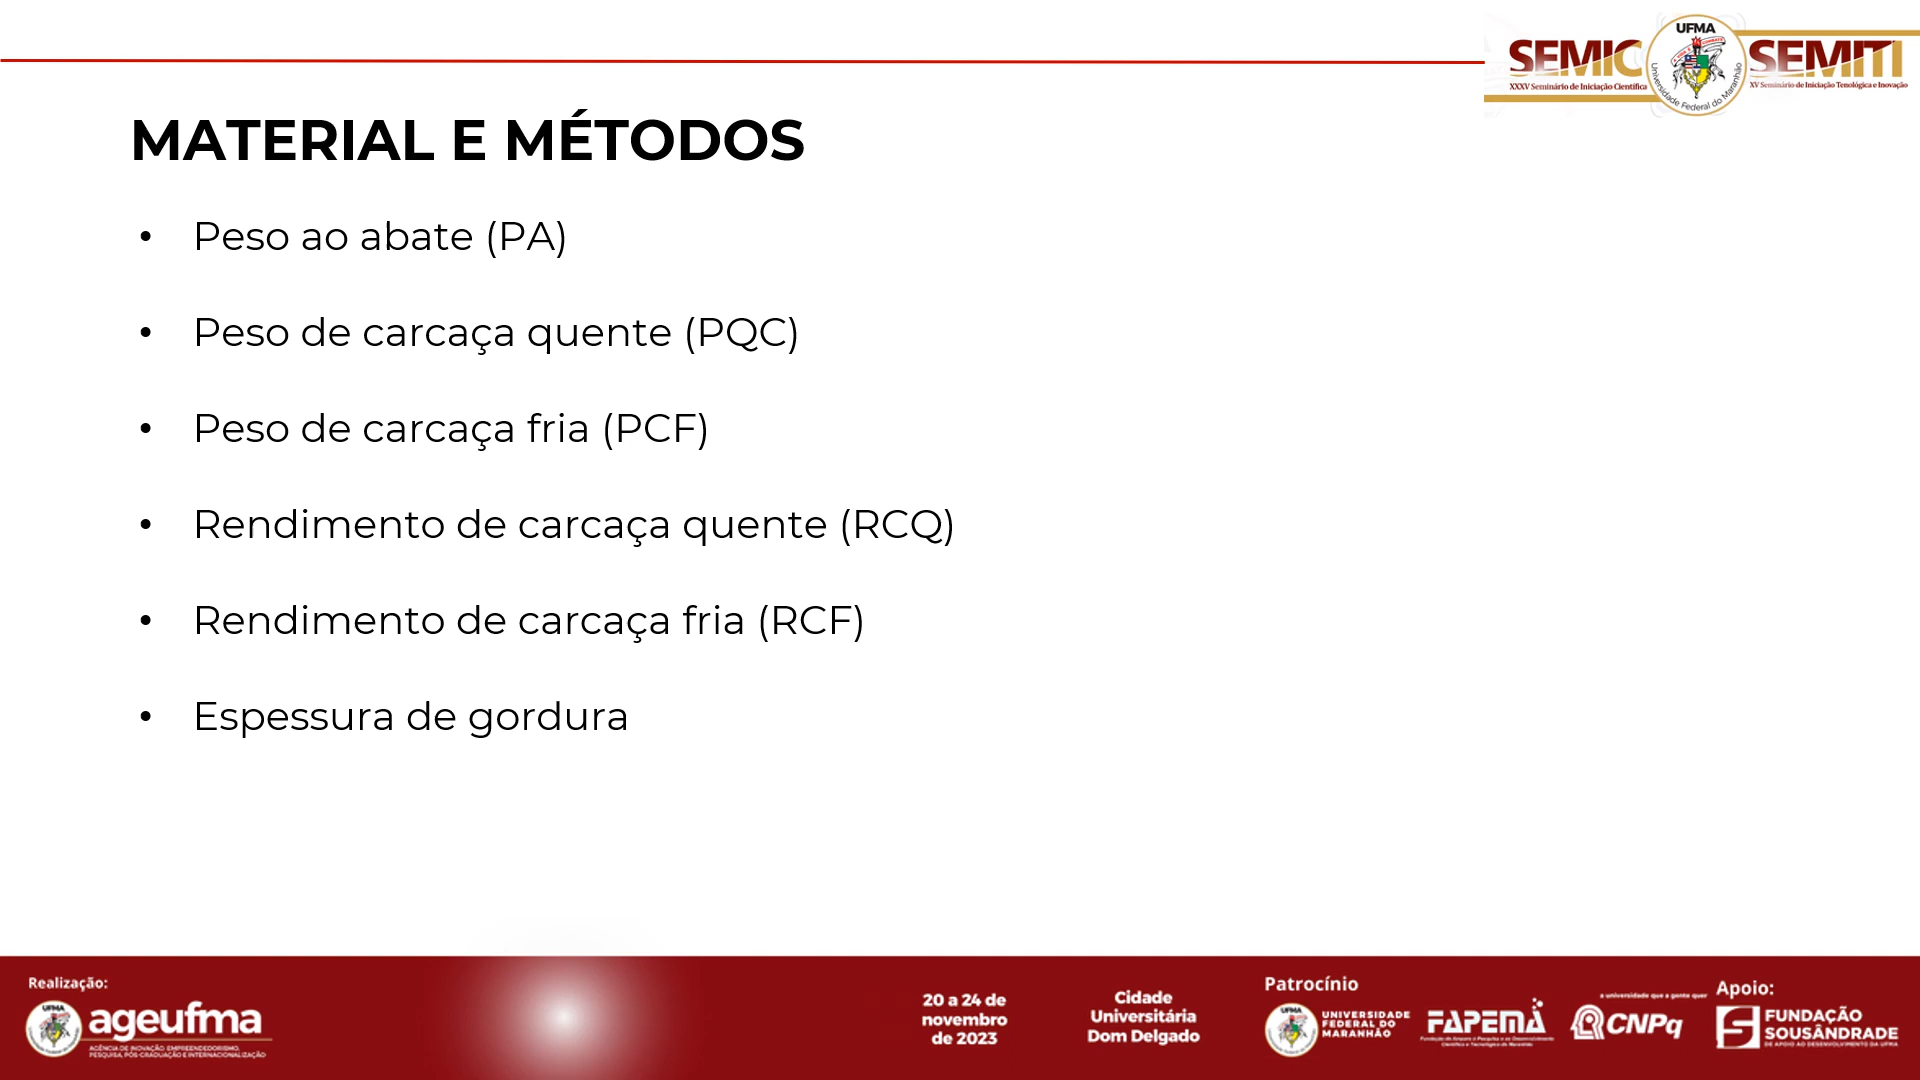 UFMA
SEMIC
SEMITI
XXXV Seminário de Iniciação Científica
XV Seminário de Iniciação Tenológica e Inovação
Universidade Federal do Maranhão
MATERIAL E MÉTODOS
• Peso ao abate (PA)
• Peso de carcaça quente (PQC)
• Peso de carcaça fria (PCF)
• Rendimento de carcaça quente (RCQ)
• Rendimento de carcaça fria (RCF)
• Espessura de gordura
Realização:
UFMA
ageufma
AGÊNCIA DE INOVAÇÃO, EMPREENDEDORISMO,
PESQUISA, PÓS-GRADUAÇÃO E INTERNACIONALIZAÇÃO
20 a 24 de
novembro
de 2023
Cidade
Universitária
Dom Delgado
Patrocínio
UFMA
UNIVERSIDADE
FEDERAL DO
MARANHÃO
a universidade que a gente quer
FAPEMA
Fundação de Amparo à Pesquisa e ao Desenvolvimento
Científico e Tecnológico do Maranhão
CNPq
Apoio:
FUNDAÇÃO
SOUSÂNDRADE
DE APOIO AO DESENVOLVIMENTO DA UFMA